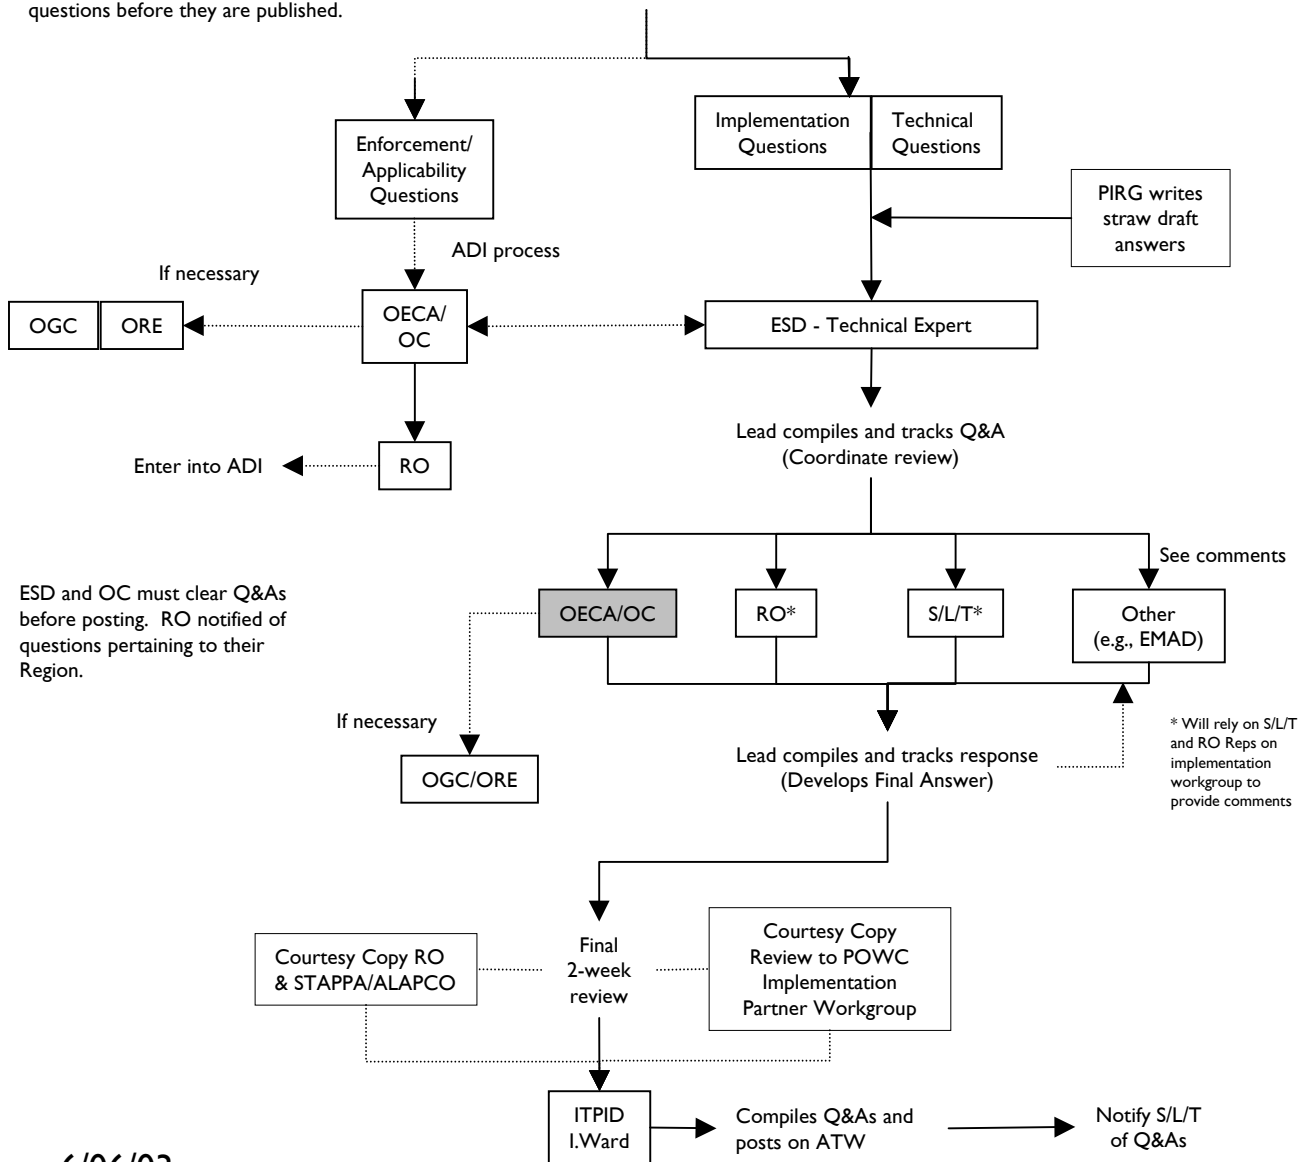 questions before they are published.
Implementation
Questions
Technical
Questions
Enforcement/
Applicability
Questions
PIRG writes
straw draft
answers
ADI process
If necessary
OGC
ORE
OECA/
OC
ESD - Technical Expert
Lead compiles and tracks Q&A
(Coordinate review)
Enter into ADI
RO
See comments
ESD and OC must clear Q&As
before posting. RO notified of
questions pertaining to their
Region.
OECA/OC
RO*
S/L/T*
Other
(e.g., EMAD)
If necessary
OGC/ORE
Lead compiles and tracks response
(Develops Final Answer)
* Will rely on S/L/T
and RO Reps on
implementation
workgroup to
provide comments
Courtesy Copy RO
& STAPPA/ALAPCO
Final
2-week
review
Courtesy Copy
Review to POWC
Implementation
Partner Workgroup
ITPID
I.Ward
Compiles Q&As and
posts on ATW
Notify S/L/T
of Q&As